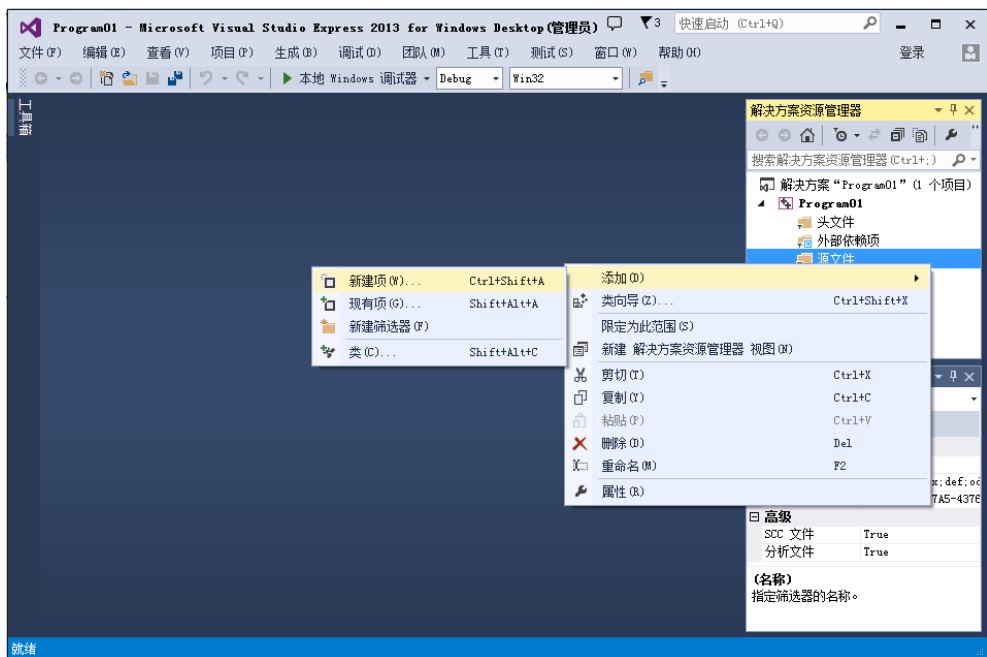 Program01 - Microsoft Visual Studio Express 2013 for Windows Desktop(管理员) 3 快速启动 (Ctrl+Q)
文件(F) 编辑(E) 查看(V) 项目(P) 生成(B) 调试(D) 团队(M) 工具(T) 测试(S) 窗口(W) 帮助(H) 登录
本地 Windows 调试器 Debug Win32
工具箱
解决方案资源管理器
搜索解决方案资源管理器(Ctrl+;)
解决方案“Program01”(1 个项目)
Program01
头文件
外部依赖项
源文件
新建项(W)... Ctrl+Shift+A
现有项(G)... Shift+Alt+A
新建筛选器(F)
类(C)... Shift+Alt+C
添加(D)
类向导(Z)... Ctrl+Shift+X
限定为此范围(S)
新建 解决方案资源管理器 视图(N)
剪切(T) Ctrl+X
复制(Y) Ctrl+C
粘贴(P) Ctrl+V
删除(D) Del
重命名(M) F2
属性(R)
x;def;od
7A5-4376
高级
SCC 文件 True
分析文件 True
(名称)
指定筛选器的名称。
就绪